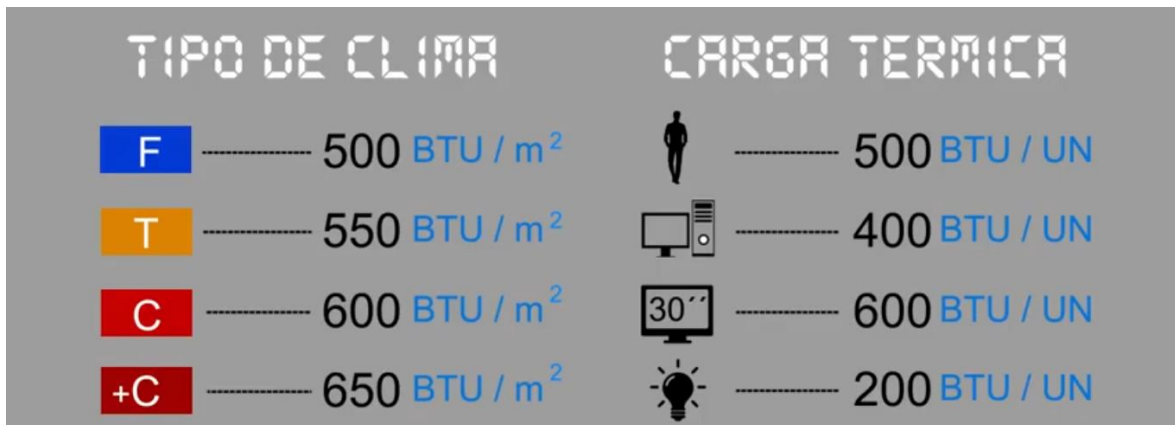 TIPO DE CLIMA CARGA TERMICA
F 500 BTU / m² 500 BTU / UN
T 550 BTU / m² 400 BTU / UN
C 600 BTU / m² 30´´ 600 BTU / UN
+C 650 BTU / m² 200 BTU / UN